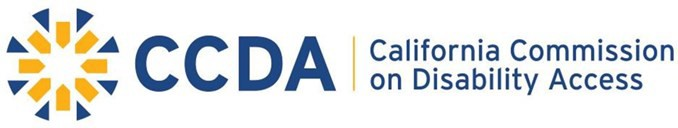 CCDA
California Commission
on Disability Access